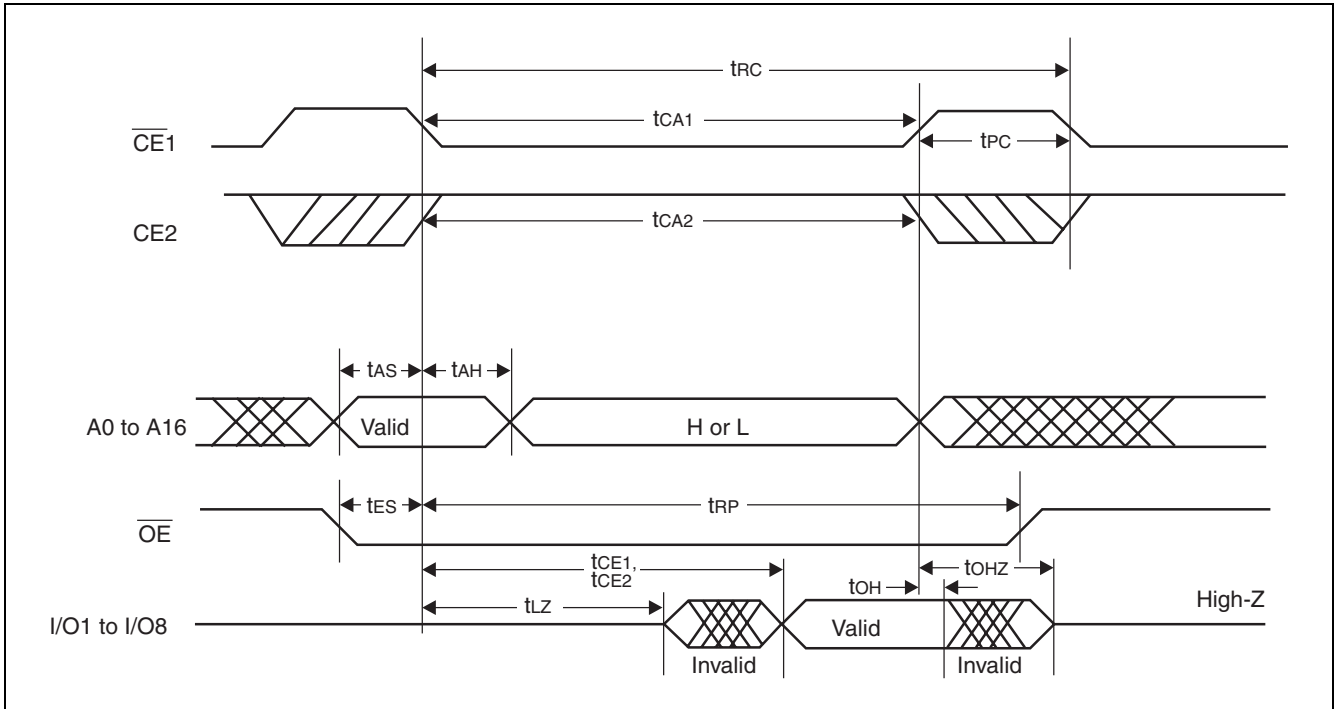 tRC
CE1
tCA1
tPC
CE2
tCA2
tAS
tAH
A0 to A16
Valid
H or L
tES
tRP
OE
tCE1,
tCE2
tOHZ
tOH
tLZ
High-Z
I/O1 to I/O8
Valid
Invalid
Invalid